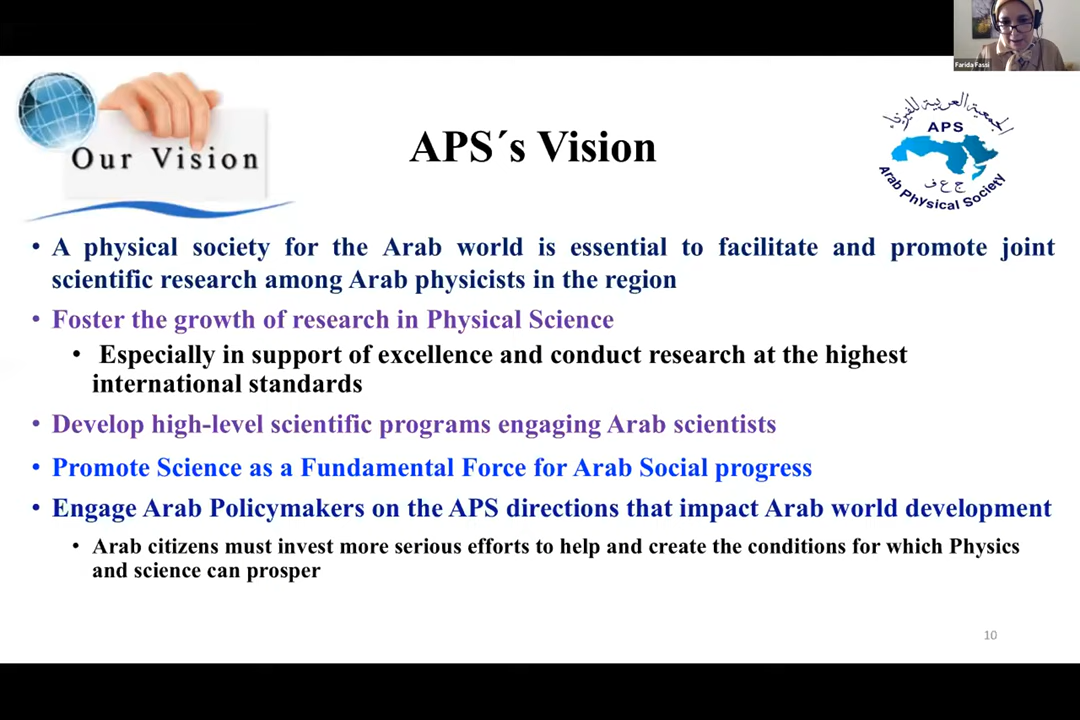 Farida Fassi
Our Vision
APS´s Vision
الجمعية العربية للفيزياء
APS
ج ع ف
Arab Physical Society
• A physical society for the Arab world is essential to facilitate and promote joint
scientific research among Arab physicists in the region
• Foster the growth of research in Physical Science
• Especially in support of excellence and conduct research at the highest
international standards
• Develop high-level scientific programs engaging Arab scientists
• Promote Science as a Fundamental Force for Arab Social progress
• Engage Arab Policymakers on the APS directions that impact Arab world development
• Arab citizens must invest more serious efforts to help and create the conditions for which Physics
and science can prosper
10